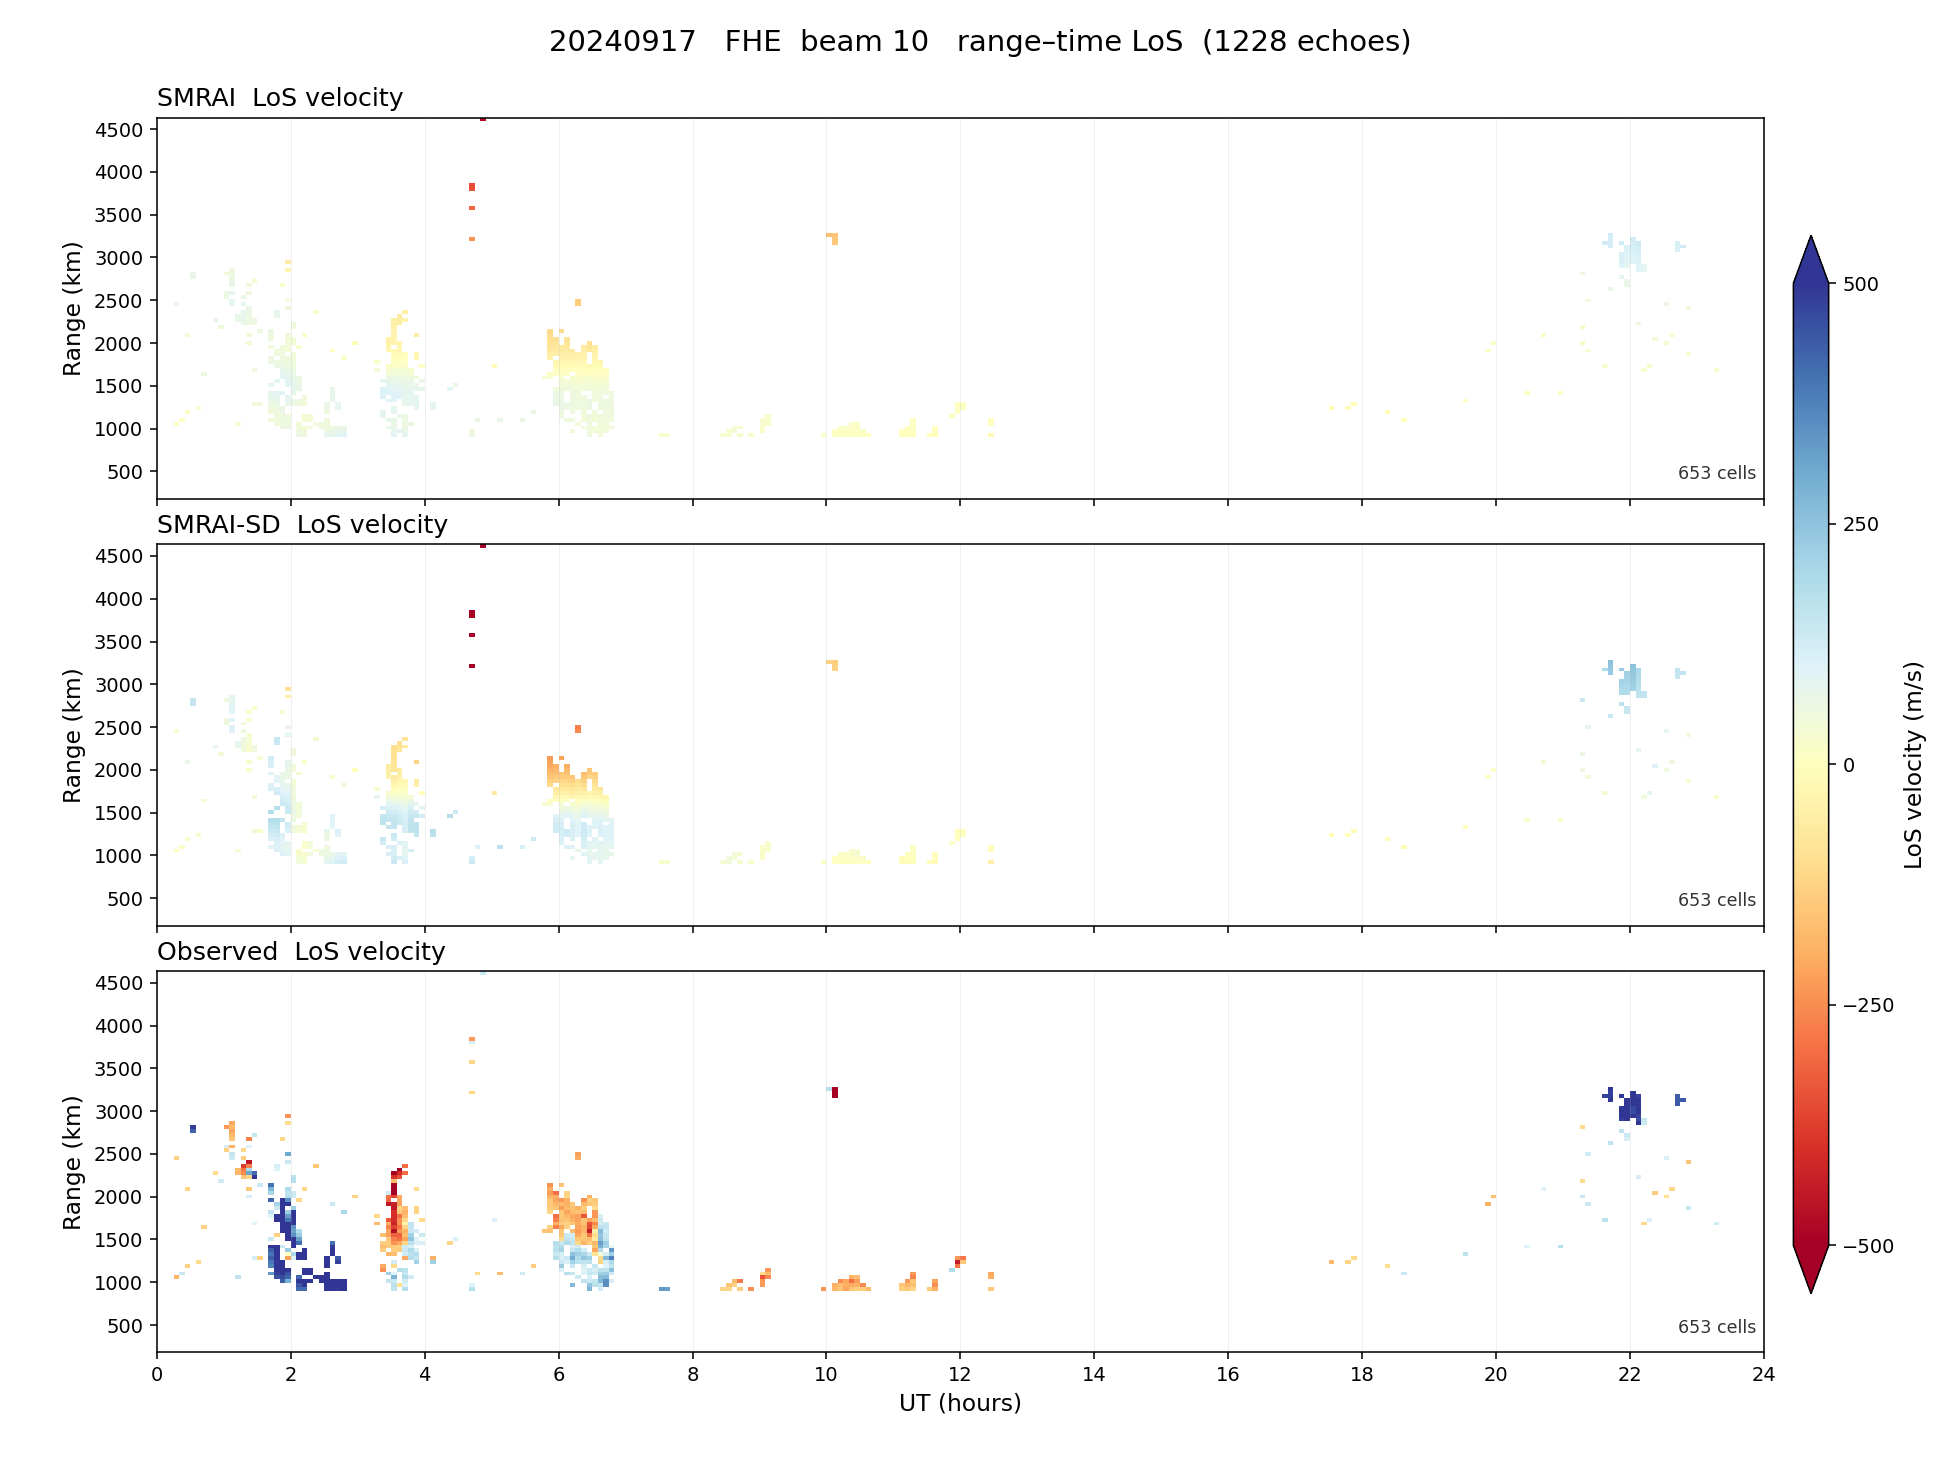 20240917   FHE  beam 10   range–time LoS  (1228 echoes)
SMRAI  LoS velocity
4500
4000
3500
3000
2500
2000
1500
1000
500
Range (km)
653 cells
SMRAI-SD  LoS velocity
4500
4000
3500
3000
2500
2000
1500
1000
500
Range (km)
653 cells
Observed  LoS velocity
4500
4000
3500
3000
2500
2000
1500
1000
500
Range (km)
653 cells
0 2 4 6 8 10 12 14 16 18 20 22 24
UT (hours)
500
250
0
−250
−500
LoS velocity (m/s)